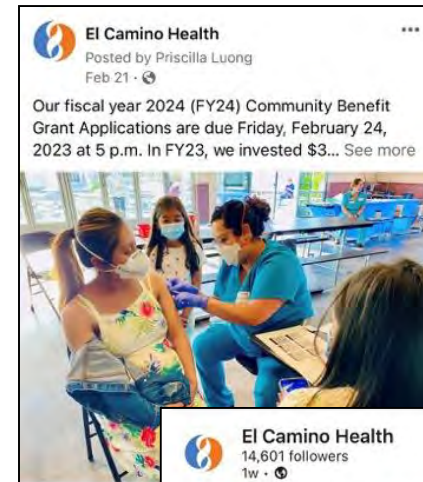 El Camino Health
Posted by Priscilla Luong
Feb 21 ·
Our fiscal year 2024 (FY24) Community Benefit
Grant Applications are due Friday, February 24,
2023 at 5 p.m. In FY23, we invested $3... See more
El Camino Health
14,601 followers
1w ·